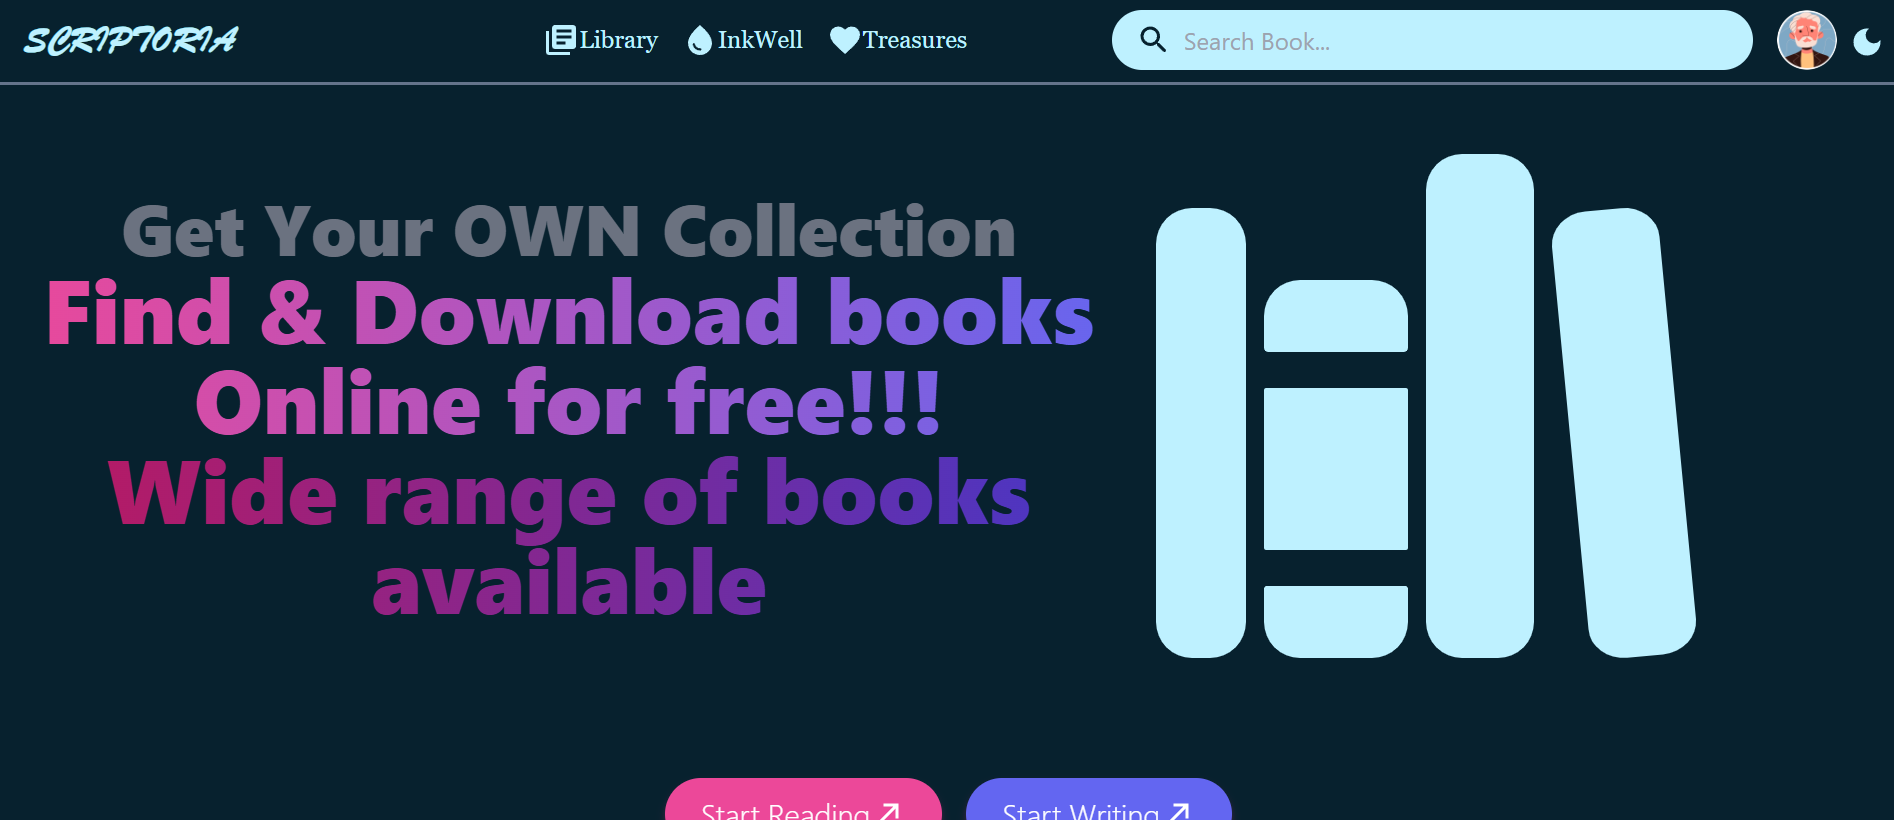 SCRIPTORIA
Library
InkWell
Treasures
Search Book...
Get Your OWN Collection
Find & Download books
Online for free!!!
Wide range of books
available
Start Reading
Start Writing